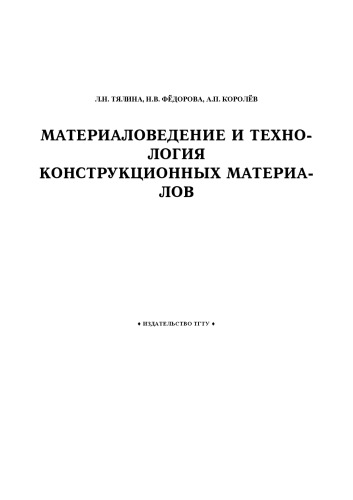 Л.Н. ТЯЛИНА, Н.В. ФЁДОРОВА, А.П. КОРОЛЁВ
МАТЕРИАЛОВЕДЕНИЕ И ТЕХНО-
ЛОГИЯ
КОНСТРУКЦИОННЫХ МАТЕРИА-
ЛОВ
♦ ИЗДАТЕЛЬСТВО ТГТУ ♦